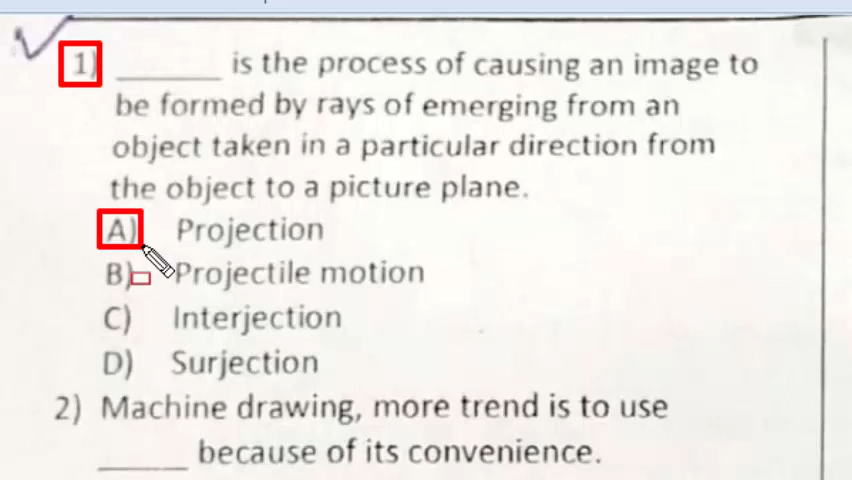 1) ______ is the process of causing an image to
be formed by rays of emerging from an
object taken in a particular direction from
the object to a picture plane.
A) Projection
B) Projectile motion
C) Interjection
D) Surjection
2) Machine drawing, more trend is to use
______ because of its convenience.